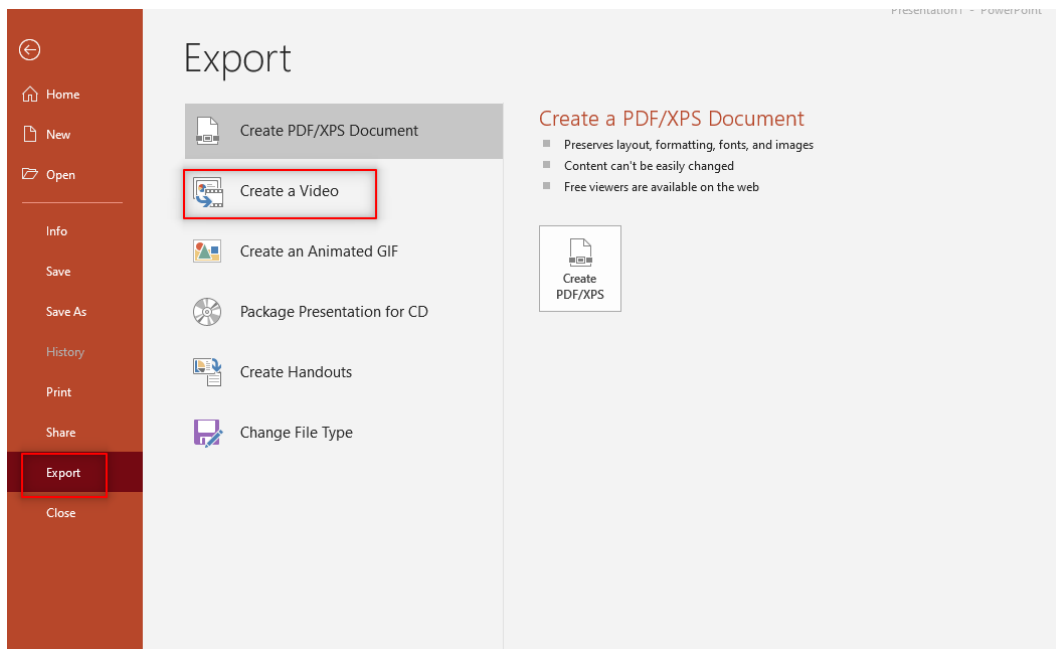 Presentation1 - PowerPoint
Export
Home
New
Open
Info
Save
Save As
History
Print
Share
Export
Close
Create PDF/XPS Document
Create a Video
Create an Animated GIF
Package Presentation for CD
Create Handouts
Change File Type
Create a PDF/XPS Document
Preserves layout, formatting, fonts, and images
Content can't be easily changed
Free viewers are available on the web
Create
PDF/XPS